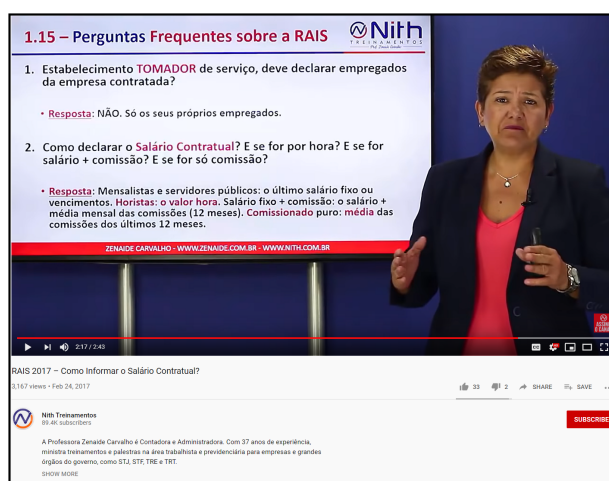 1.15 – Perguntas Frequentes sobre a RAIS
Nith
TREINAMENTOS
Prof. Zenaide Carvalho
1. Estabelecimento TOMADOR de serviço, deve declarar empregados
da empresa contratada?
• Resposta: NÃO. Só os seus próprios empregados.
2. Como declarar o Salário Contratual? E se for por hora? E se for
salário + comissão? E se for só comissão?
• Resposta: Mensalistas e servidores públicos: o último salário fixo ou
vencimentos. Horistas: o valor hora. Salário fixo + comissão: o salário +
média mensal das comissões (12 meses). Comissionado puro: média das
comissões dos últimos 12 meses.
ZENAIDE CARVALHO - WWW.ZENAIDE.COM.BR - WWW.NITH.COM.BR
2:17 / 2:43
RAIS 2017 – Como Informar o Salário Contratual?
3,167 views • Feb 24, 2017
33 2 SHARE SAVE
Nith Treinamentos
89.4K subscribers
SUBSCRIBE
A Professora Zenaide Carvalho é Contadora e Administradora. Com 37 anos de experiência,
ministra treinamentos e palestras na área trabalhista e previdenciária para empresas e grandes
órgãos do governo, como STJ, STF, TRE e TRT.
SHOW MORE